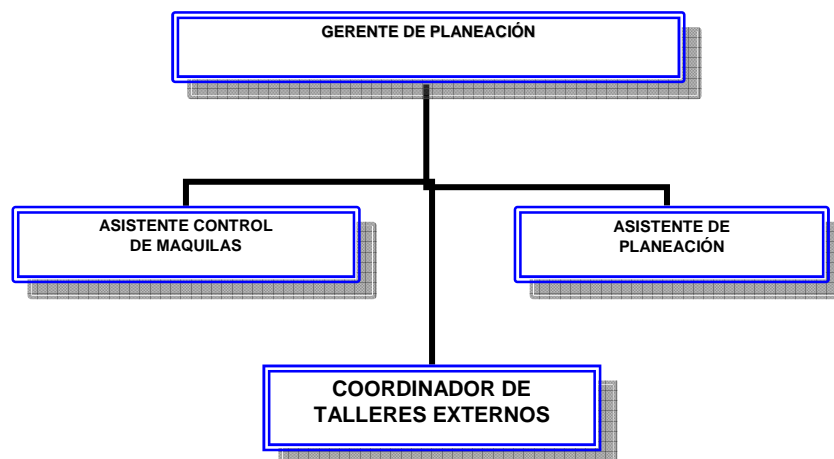 GERENTE DE PLANEACIÓN
ASISTENTE CONTROL
DE MAQUILAS
ASISTENTE DE
PLANEACIÓN
COORDINADOR DE
TALLERES EXTERNOS